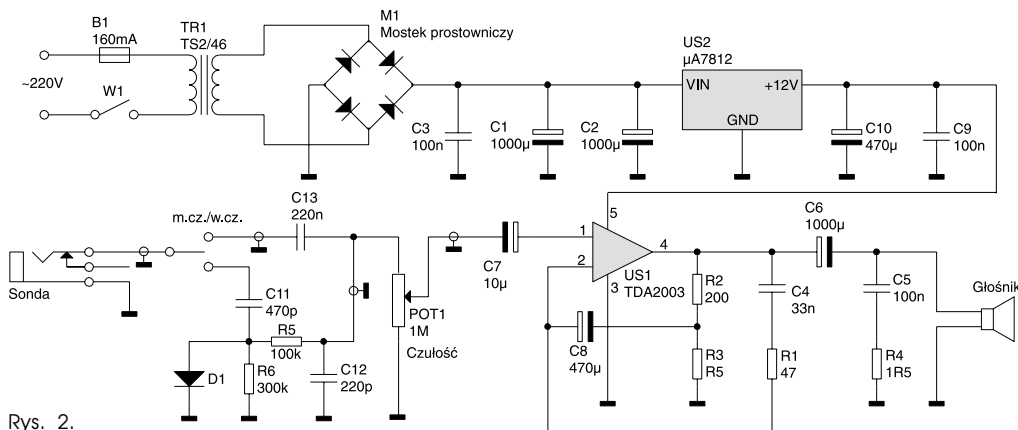 B1
160mA
TR1
TS2/46
M1
Mostek prostowniczy
~220V
W1
C3
100n
C1
1000µ
C2
1000µ
US2
µA7812
VIN
+12V
GND
C10
470µ
C9
100n
C13
220n
m.cz./w.cz.
Sonda
C11
470p
R5
100k
D1
R6
300k
C12
220p
POT1
1M
Czułość
C7
10µ
1
2
5
4
3
US1
TDA2003
C8
470µ
R2
200
R3
R5
C4
33n
R1
47
C6
1000µ
C5
100n
R4
1R5
Głośnik
Rys. 2.